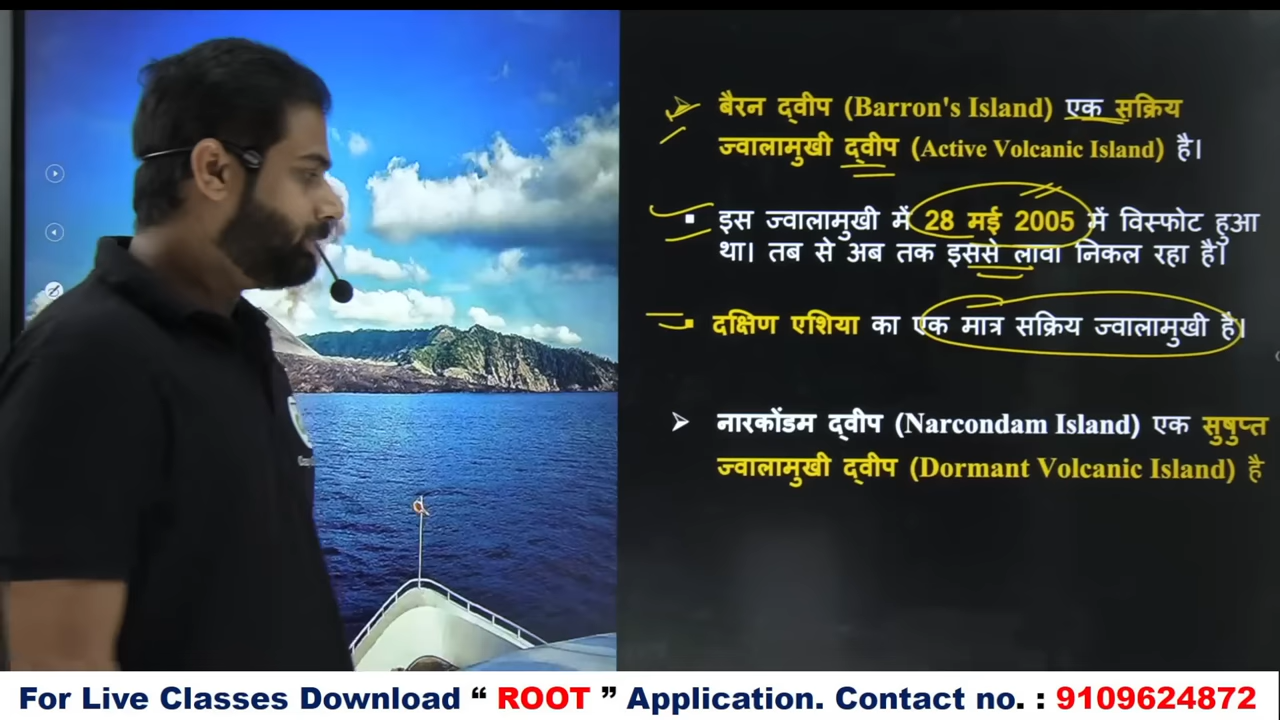 बैरन द्वीप (Barron's Island) एक सक्रिय
ज्वालामुखी द्वीप (Active Volcanic Island) है।
इस ज्वालामुखी में 28 मई 2005 में विस्फोट हुआ
था। तब से अब तक इससे लावा निकल रहा है।
दक्षिण एशिया का एक मात्र सक्रिय ज्वालामुखी है।
नारकोंडम द्वीप (Narcondam Island) एक सुषुप्त
ज्वालामुखी द्वीप (Dormant Volcanic Island) है
For Live Classes Download “ ROOT ” Application. Contact no. : 9109624872